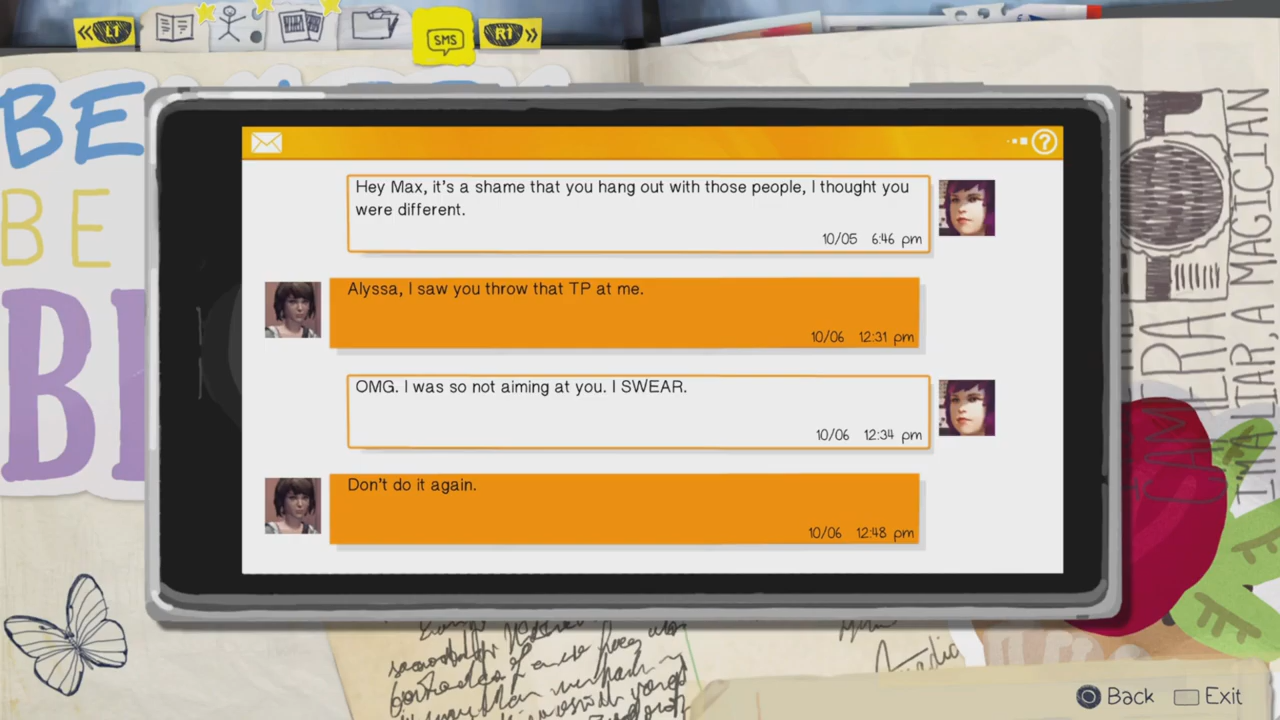 L1
SMS
R1
BE
BE
Hey Max, it's a shame that you hang out with those people, I thought you
were different.
10/05 6:46 pm
Alyssa, I saw you throw that TP at me.
10/06 12:31 pm
OMG. I was so not aiming at you. I SWEAR.
10/06 12:34 pm
Don't do it again.
10/06 12:48 pm
?
CAMERA
LIAR, A MAGICIAN
Back
Exit